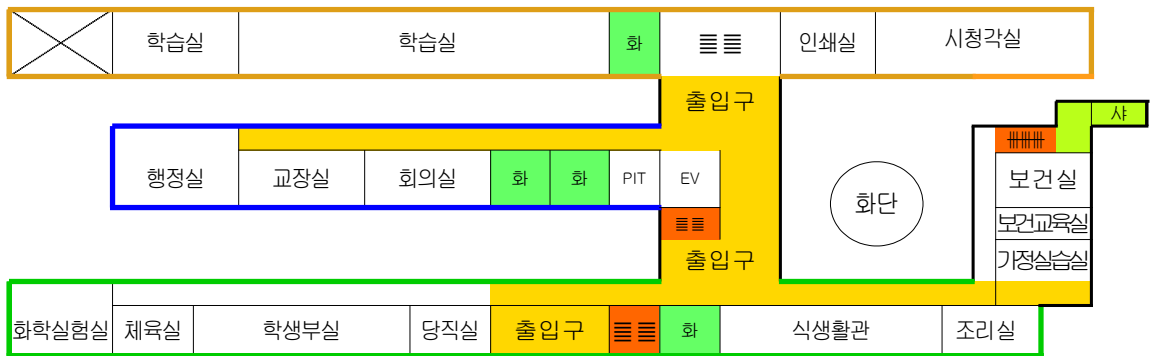 학습실
학습실
화
인쇄실
시청각실
출입구
샤
행정실
교장실
회의실
화
화
PIT
EV
화단
보건실
보건교육실
가정실습실
출입구
화학실험실
체육실
학생부실
당직실
출입구
화
식생활관
조리실